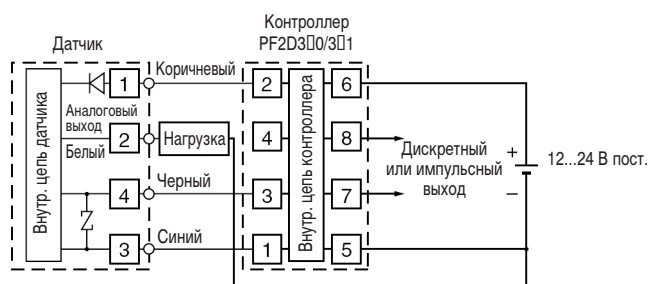 Контроллер
PF2D3▯0/3▯1
Датчик
Внутр. цепь датчика
1
Коричневый
Аналоговый
выход
2
Белый
Нагрузка
4
Черный
3
Синий
2
4
3
1
Внутр. цепь контроллера
6
8
7
5
Дискретный
или импульсный
выход
+
–
12...24 В пост.